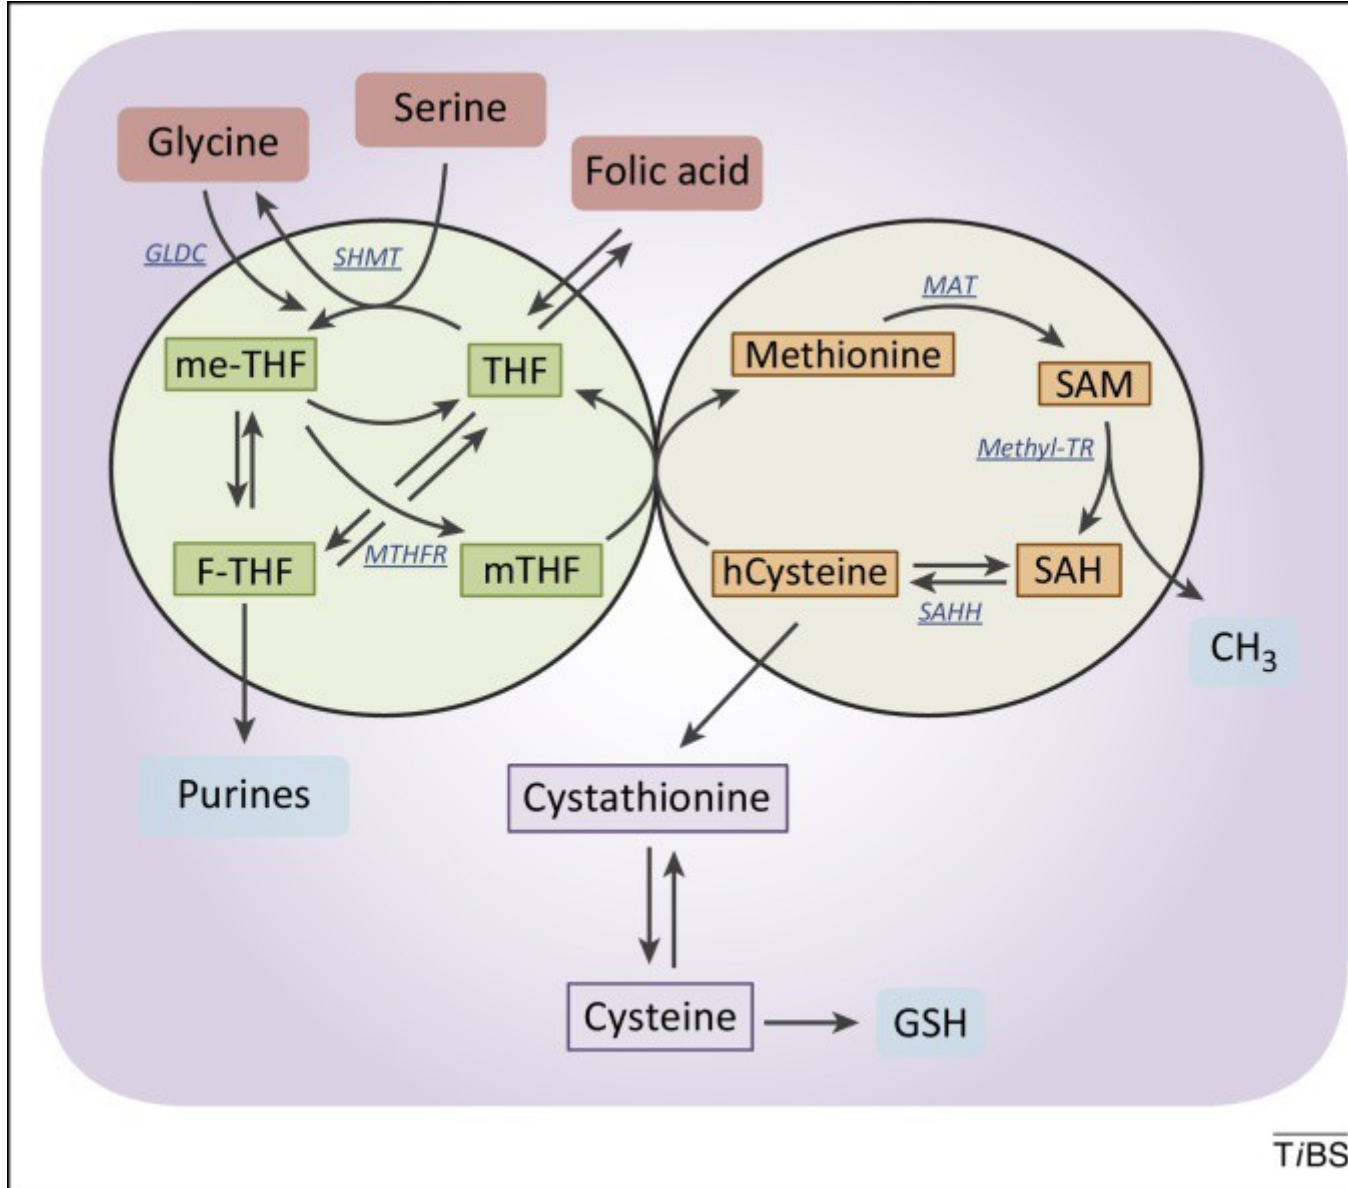 Serine
Glycine
Folic acid
GLDC
SHMT
MAT
me-THF
THF
Methionine
SAM
Methyl-TR
F-THF
MTHFR
mTHF
hCysteine
SAHH
SAH
CH₃
Purines
Cystathionine
Cysteine
GSH
TiBS